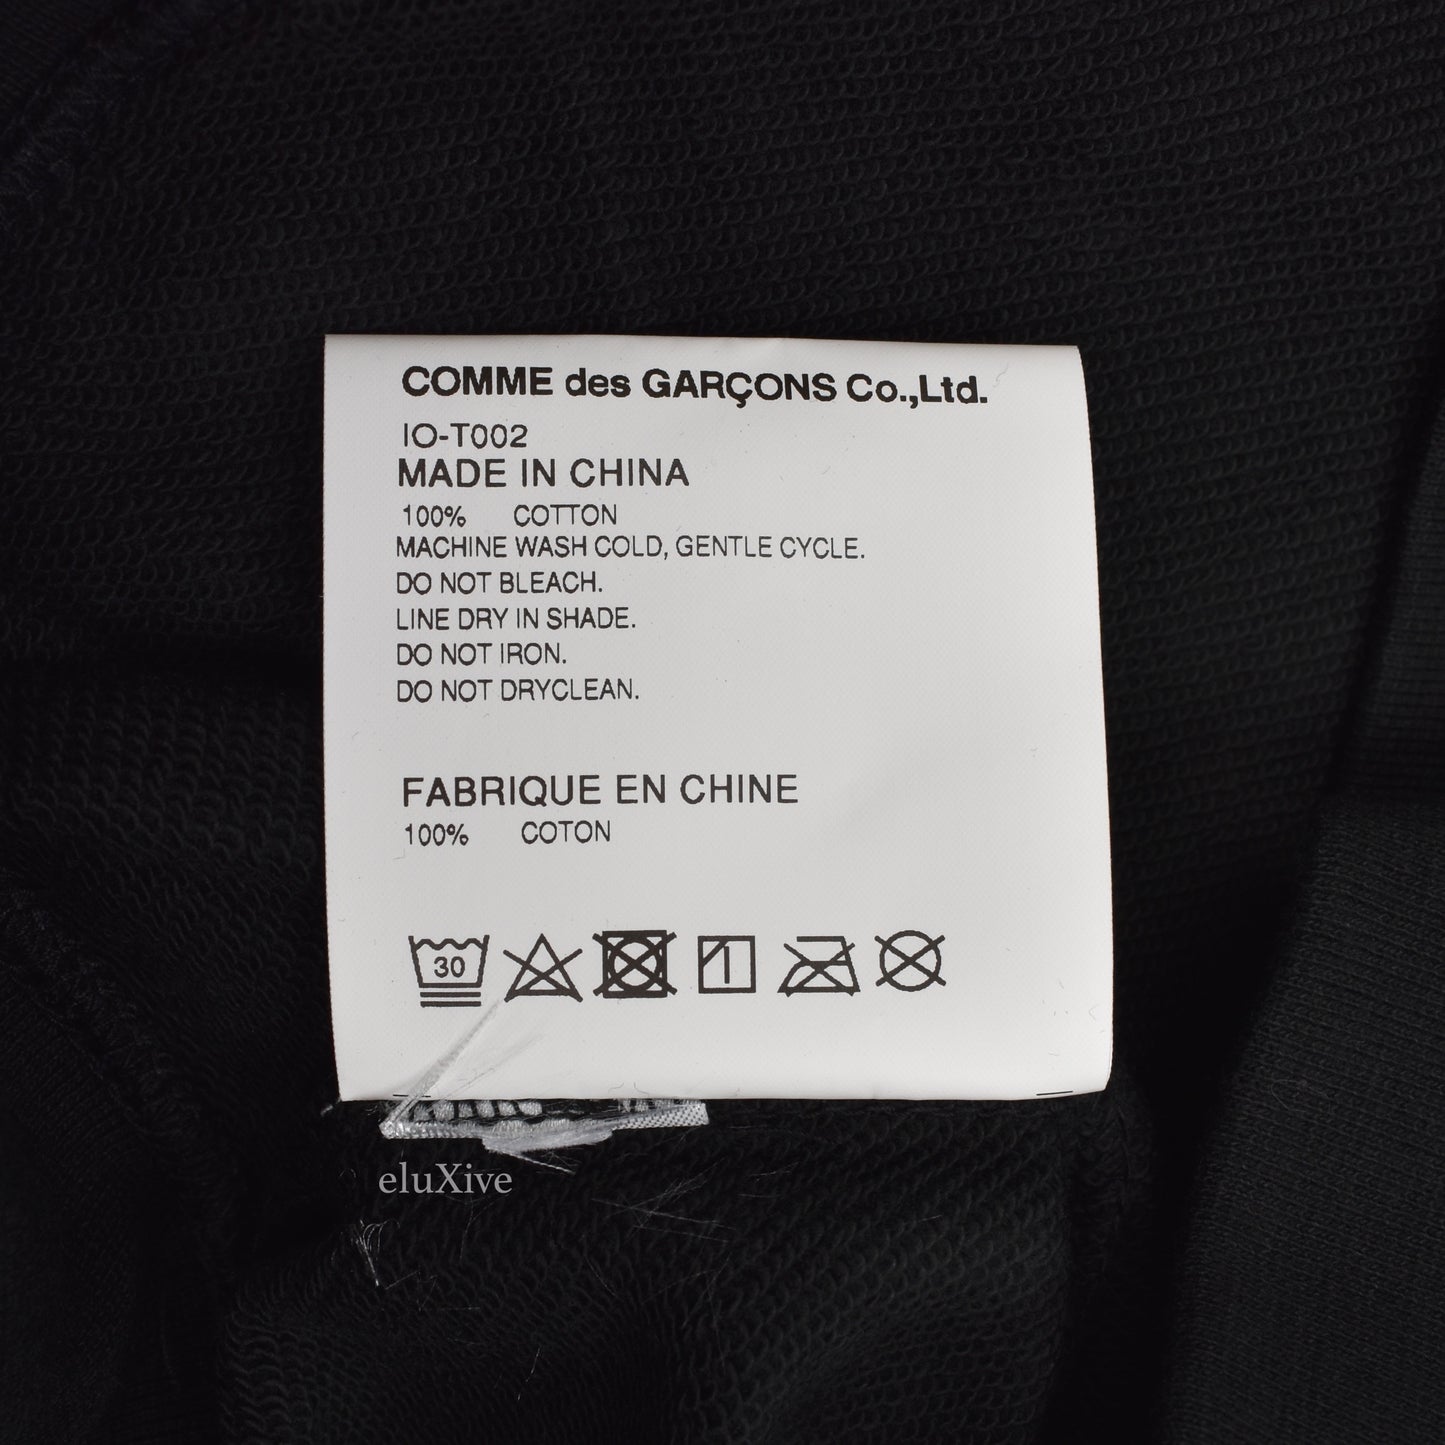 COMME des GARÇONS Co.,Ltd.
IO-T002
MADE IN CHINA
100% COTTON
MACHINE WASH COLD, GENTLE CYCLE.
DO NOT BLEACH.
LINE DRY IN SHADE.
DO NOT IRON.
DO NOT DRYCLEAN.
FABRIQUE EN CHINE
100% COTON
30
eluXive